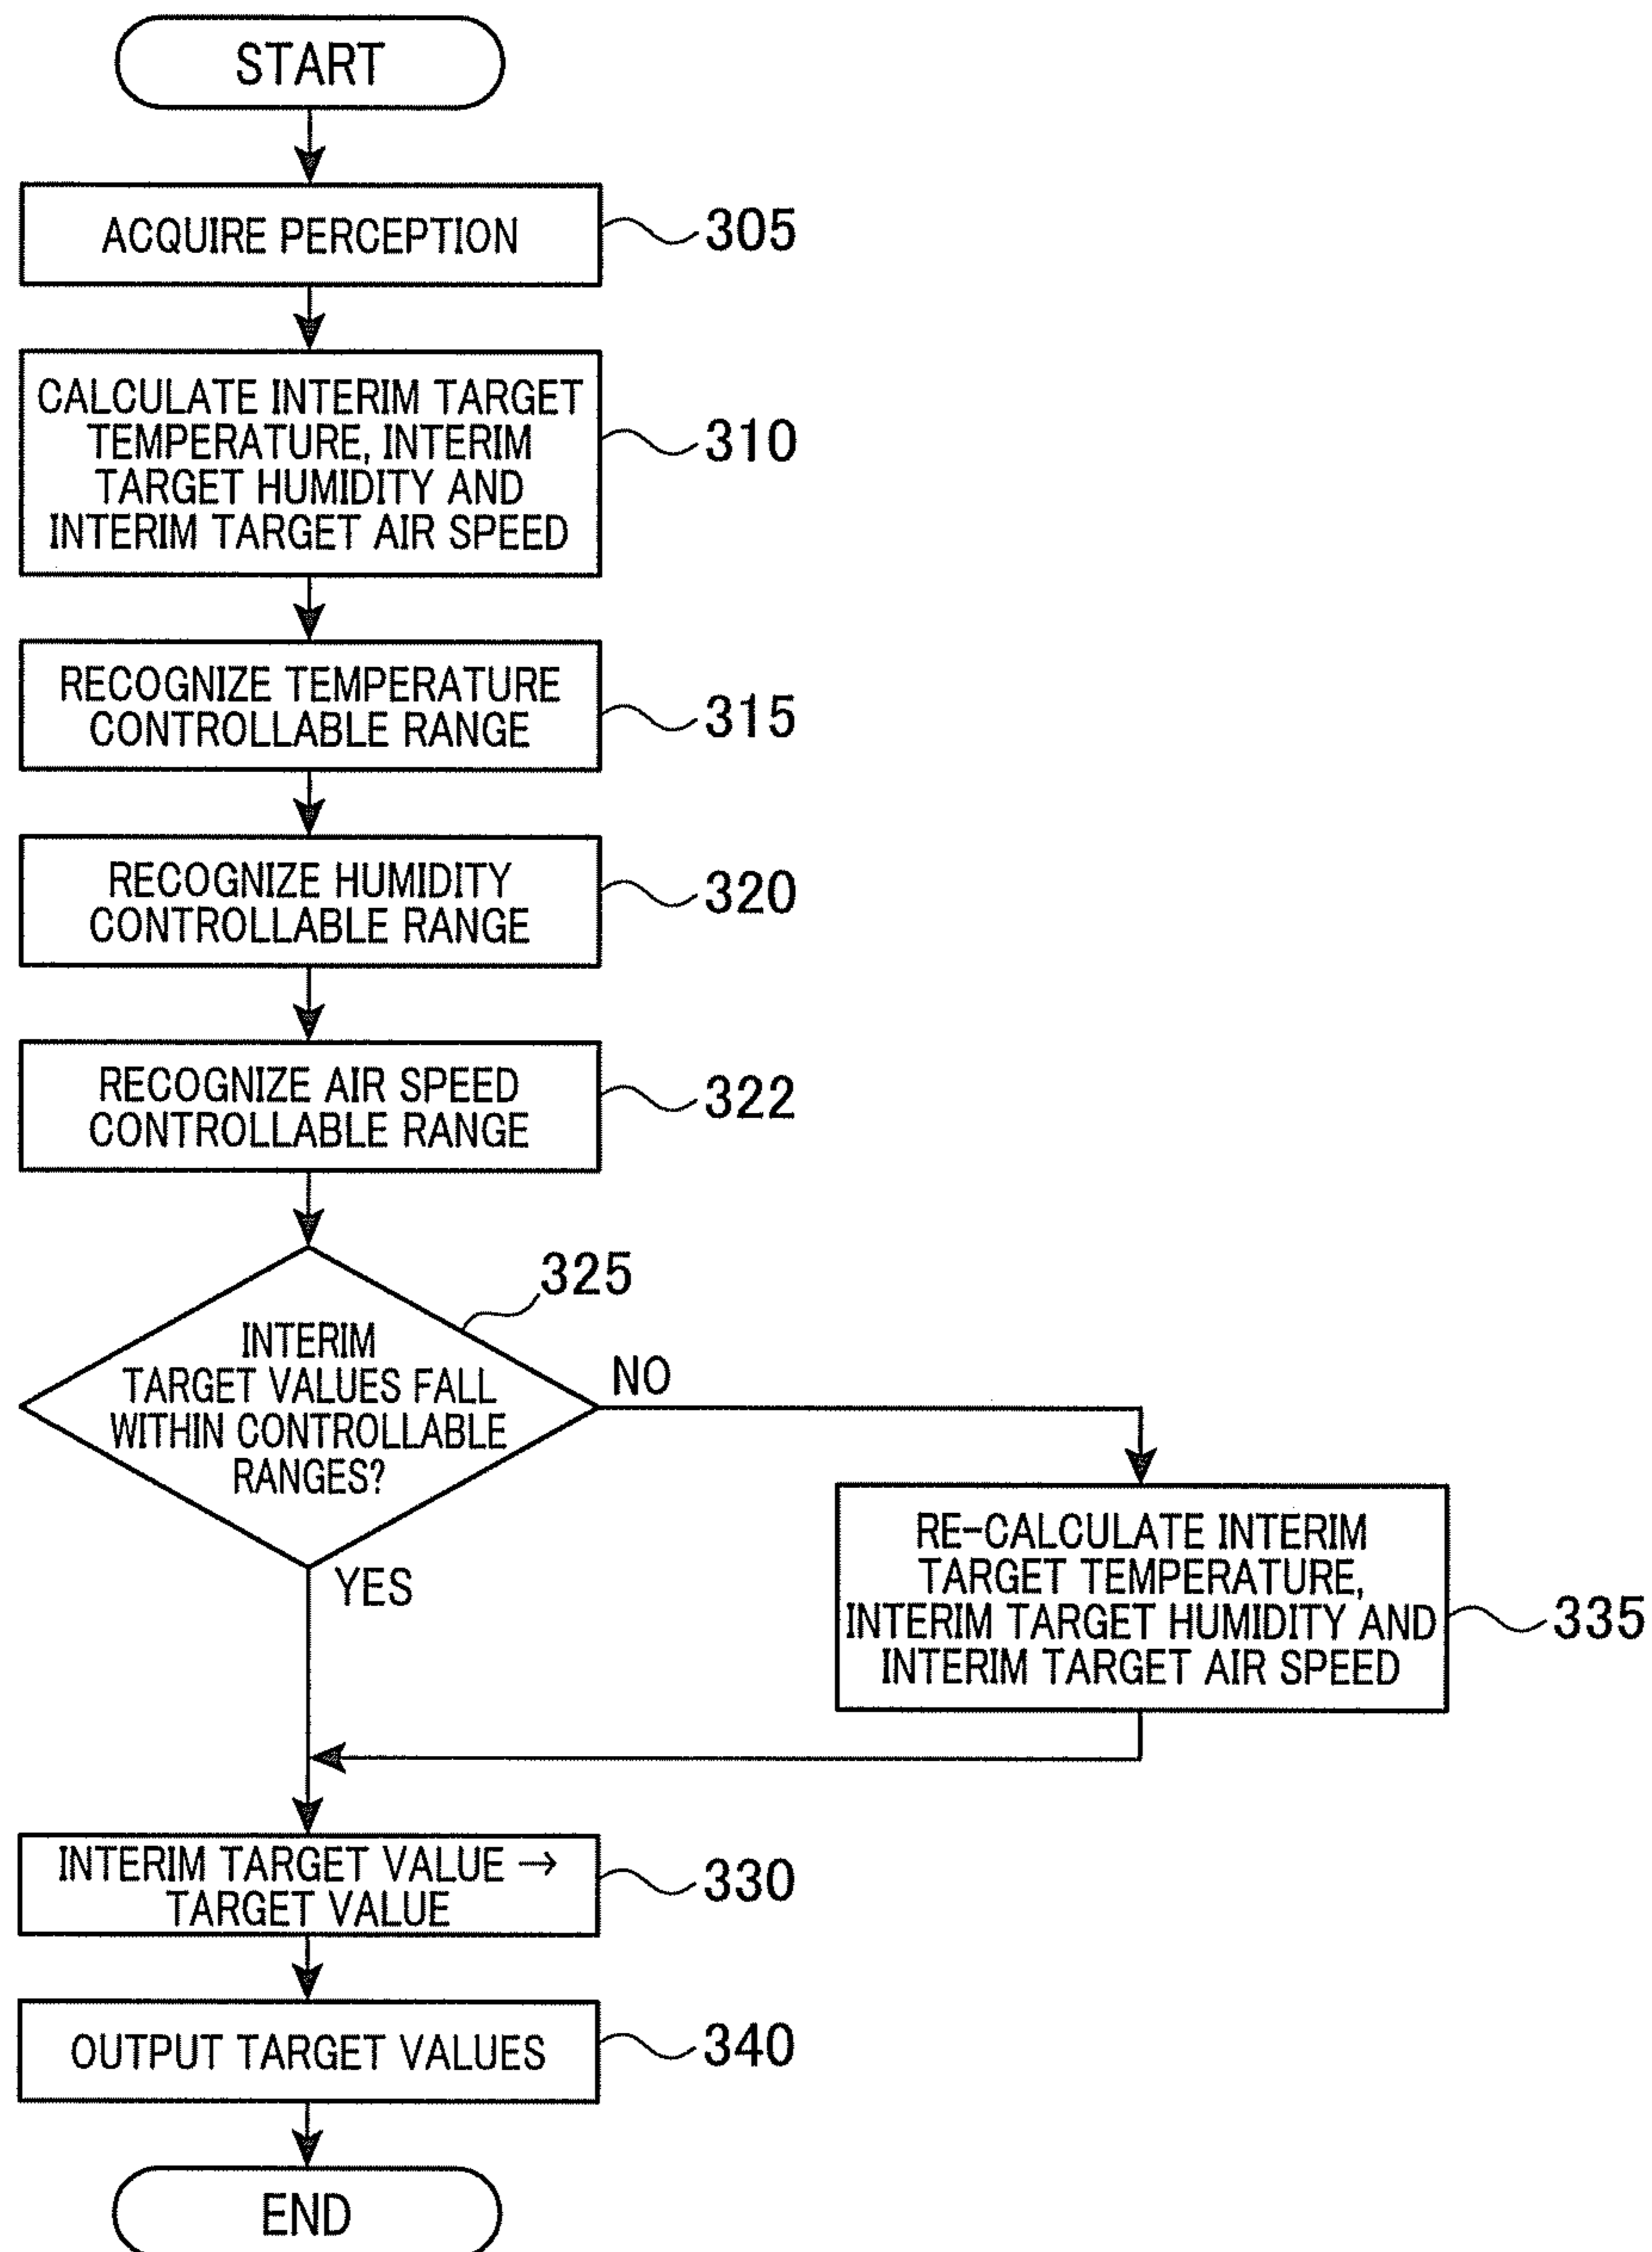 START
ACQUIRE PERCEPTION
305
CALCULATE INTERIM TARGET
TEMPERATURE, INTERIM
TARGET HUMIDITY AND
INTERIM TARGET AIR SPEED
310
RECOGNIZE TEMPERATURE
CONTROLLABLE RANGE
315
RECOGNIZE HUMIDITY
CONTROLLABLE RANGE
320
RECOGNIZE AIR SPEED
CONTROLLABLE RANGE
322
325
INTERIM
TARGET VALUES FALL
WITHIN CONTROLLABLE
RANGES?
NO
YES
RE-CALCULATE INTERIM
TARGET TEMPERATURE,
INTERIM TARGET HUMIDITY AND
INTERIM TARGET AIR SPEED
335
INTERIM TARGET VALUE →
TARGET VALUE
330
OUTPUT TARGET VALUES
340
END